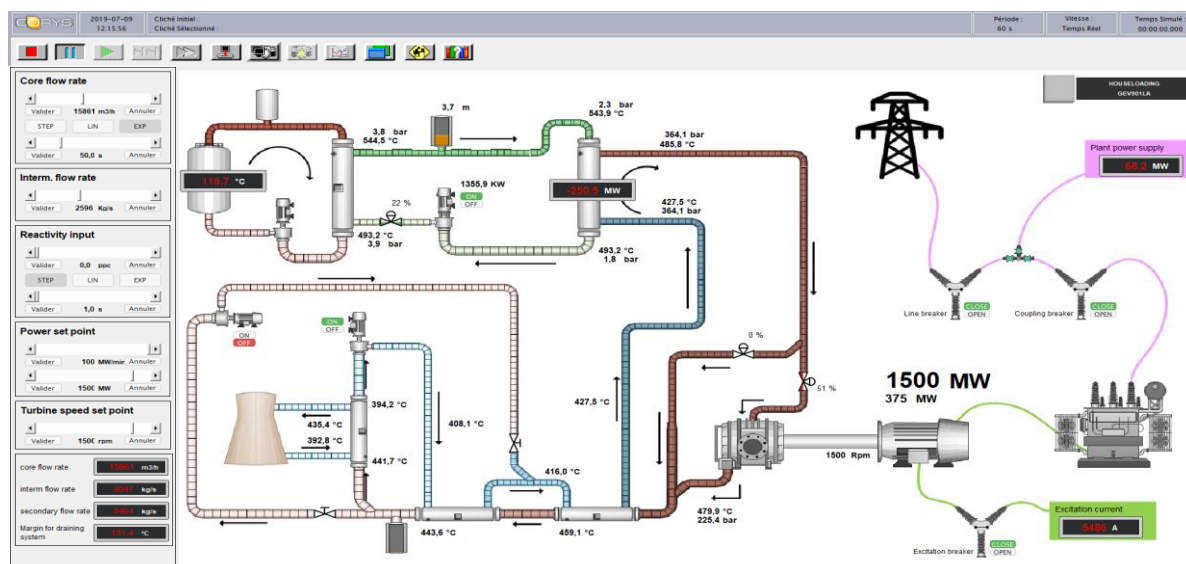 CORYS
2019-07-09
12:15:56
Cliché Initial :
Cliché Sélectionné :
Période :
60 s
Vitesse :
Temps Réel
Temps Simulé
00:00:00.000
Core flow rate
Valider 15861 m3/h Annuler
STEP LIN EXP
Valider 50,0 s Annuler
Interm. flow rate
Valider 2596 Kg/s Annuler
Reactivity input
Valider 0,0 ppc Annuler
STEP LIN EXP
Valider 1,0 s Annuler
Power set point
Valider 100 MW/min Annuler
Valider 1500 MW Annuler
Turbine speed set point
Valider 1500 rpm Annuler
core flow rate 15861 m3/h
interm flow rate kg/s
secondary flow rate kg/s
Margin for draining
system 131,4 °C
HOUSELOADING
GEV901LA
3,7 m
2,3 bar
543,9 °C
3,8 bar
544,5 °C
364,1 bar
485,8 °C
Plant power supply
68,2 MW
°C
1355,9 KW
ON
OFF
-250,5 MW
22 %
427,5 °C
364,1 bar
493,2 °C
3,9 bar
493,2 °C
1,8 bar
CLOSE
OPEN
Line breaker
CLOSE
OPEN
Coupling breaker
ON
OFF
ON
OFF
0 %
51 %
1500 MW
375 MW
394,2 °C
435,4 °C
392,8 °C
441,7 °C
408,1 °C
427,5 °C
416,0 °C
1500 Rpm
479,9 °C
225,4 bar
443,6 °C
459,1 °C
Excitation current
5486 A
CLOSE
OPEN
Excitation breaker